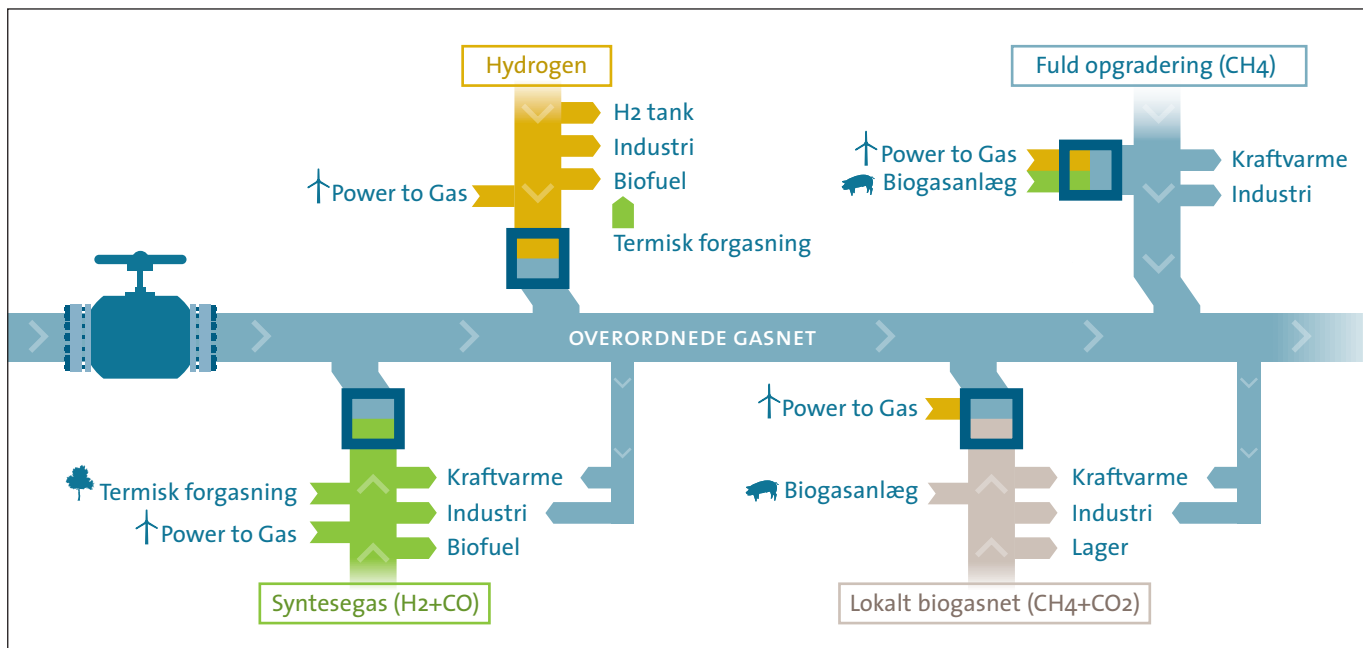 Hydrogen
H2 tank
Industri
Biofuel
Power to Gas
Termisk forgasning
Fuld opgradering (CH4)
Power to Gas
Biogasanlæg
Kraftvarme
Industri
OVERORDNEDE GASNET
Termisk forgasning
Power to Gas
Kraftvarme
Industri
Biofuel
Syntesegas (H2+CO)
Power to Gas
Biogasanlæg
Kraftvarme
Industri
Lager
Lokalt biogasnet (CH4+CO2)